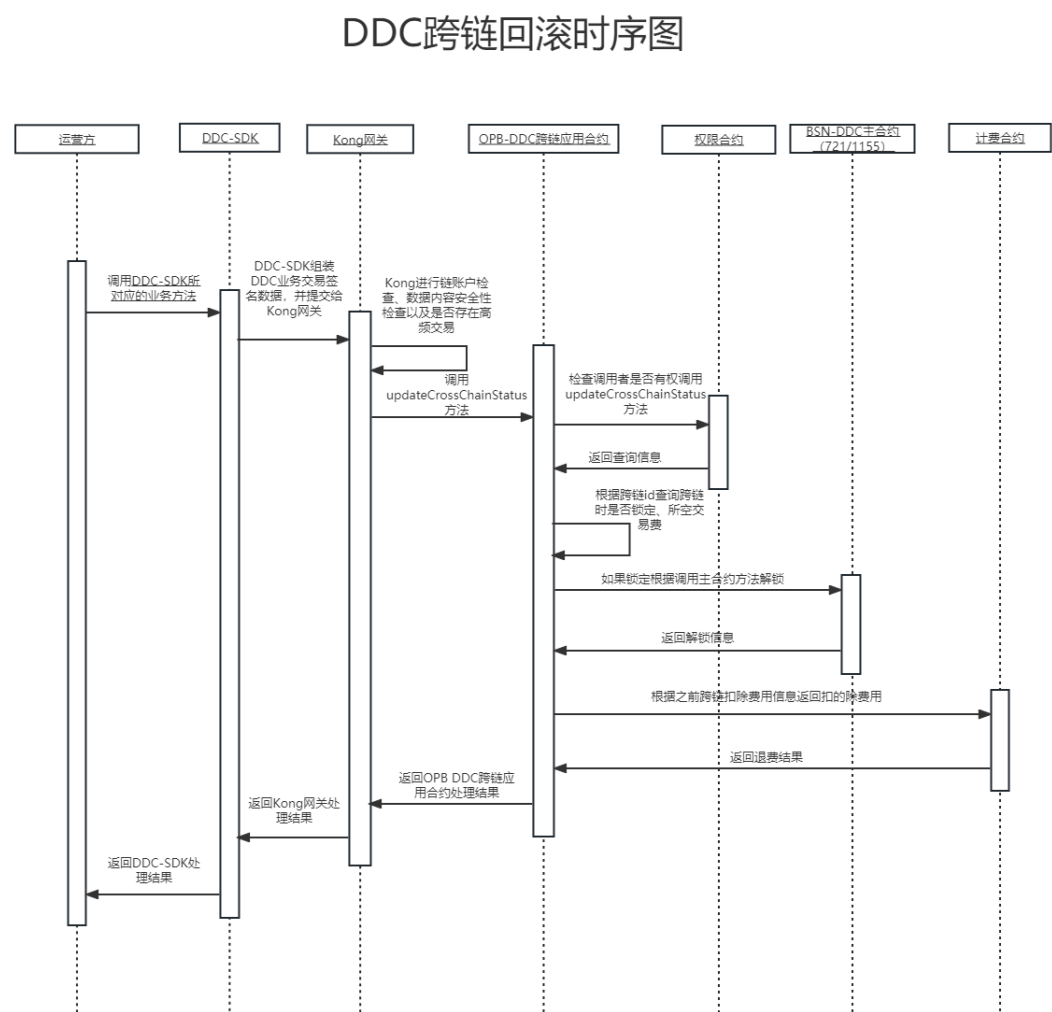 DDC跨链回滚时序图
运营方
DDC-SDK
Kong网关
OPB-DDC跨链应用合约
权限合约
BSN-DDC主合约
（721/1155）
计费合约
调用DDC-SDK所
对应的业务方法
DDC-SDK组装
DDC业务交易签
名数据，并提交给
Kong网关
Kong进行链账户检
查、数据内容安全性
检查以及是否存在高
频交易
调用
updateCrossChainStatus
方法
检查调用者是否有权调用
updateCrossChainStatus
方法
返回查询信息
根据跨链id查询跨链
时是否锁定、所空交
易费
如果锁定根据调用主合约方法解锁
返回解锁信息
根据之前跨链扣除费用信息返回扣的除费用
返回退费结果
返回OPB DDC跨链应
用合约处理结果
返回Kong网关处
理结果
返回DDC-SDK处
理结果